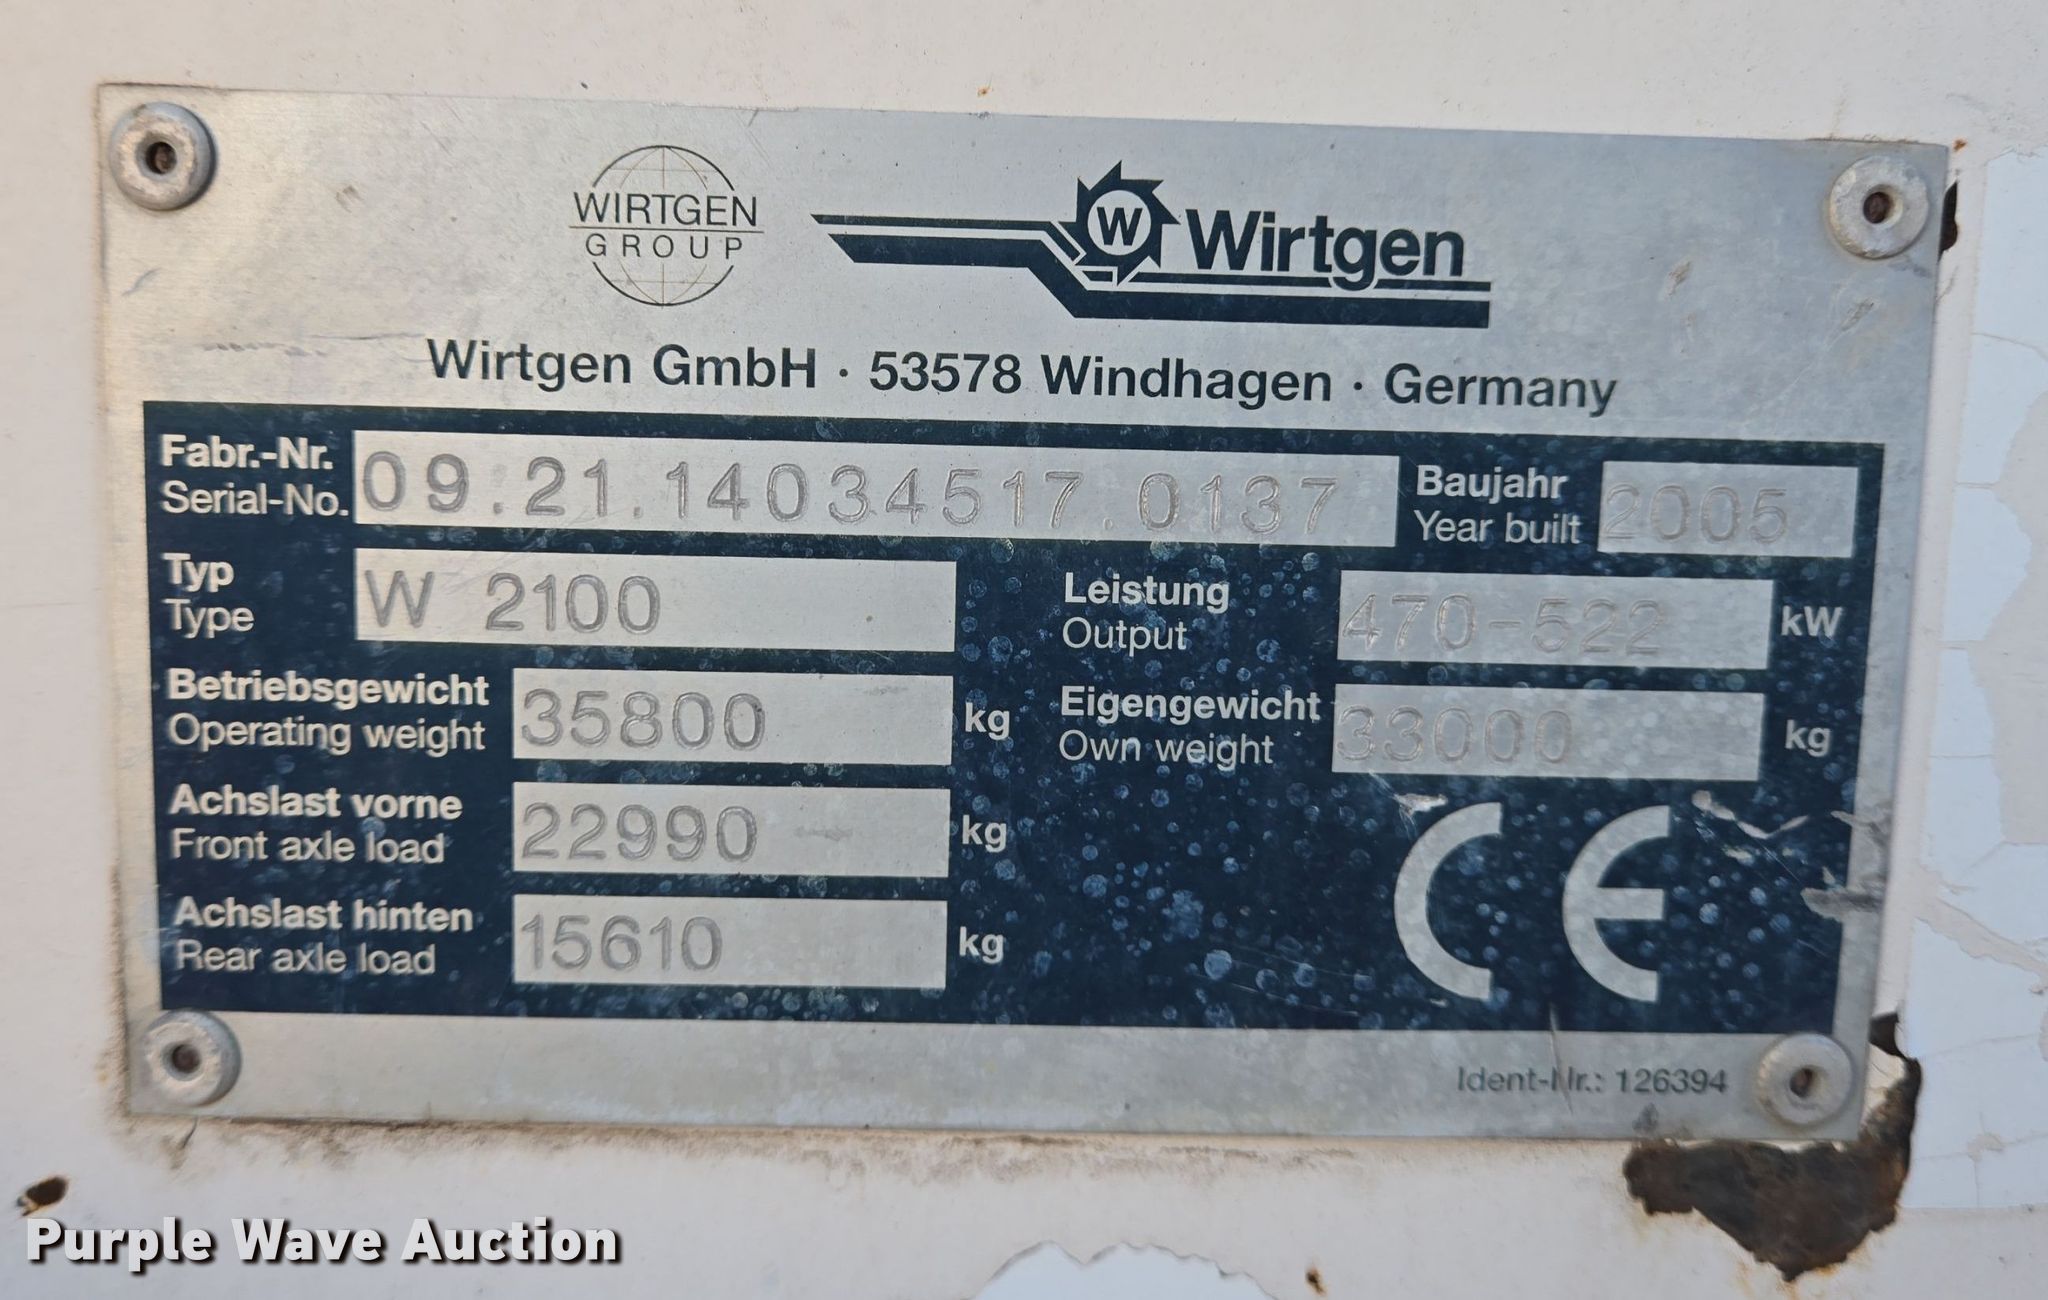 WIRTGEN
GROUP
W Wirtgen
Wirtgen GmbH · 53578 Windhagen · Germany
Fabr.-Nr.
Serial-No. 09.21.14034517.0137
Baujahr
Year built 2005
Typ
Type W 2100
Leistung
Output 470-522 kW
Betriebsgewicht
Operating weight 35800 kg
Eigengewicht
Own weight 33000 kg
Achslast vorne
Front axle load 22990 kg
Achslast hinten
Rear axle load 15610 kg
CE
Ident-Nr.: 126394
Purple Wave Auction